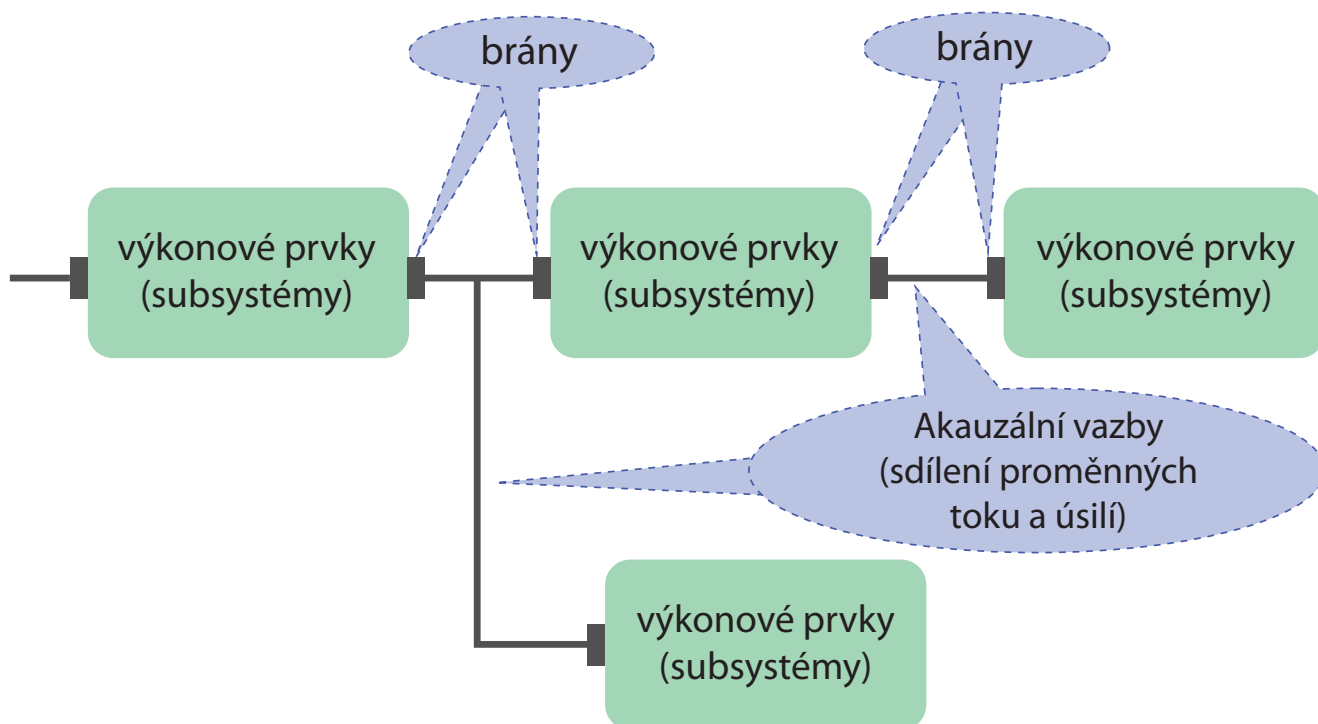 brány
brány
výkonové prvky
(subsystémy)
výkonové prvky
(subsystémy)
výkonové prvky
(subsystémy)
Akauzální vazby
(sdílení proměnných
toku a úsilí)
výkonové prvky
(subsystémy)